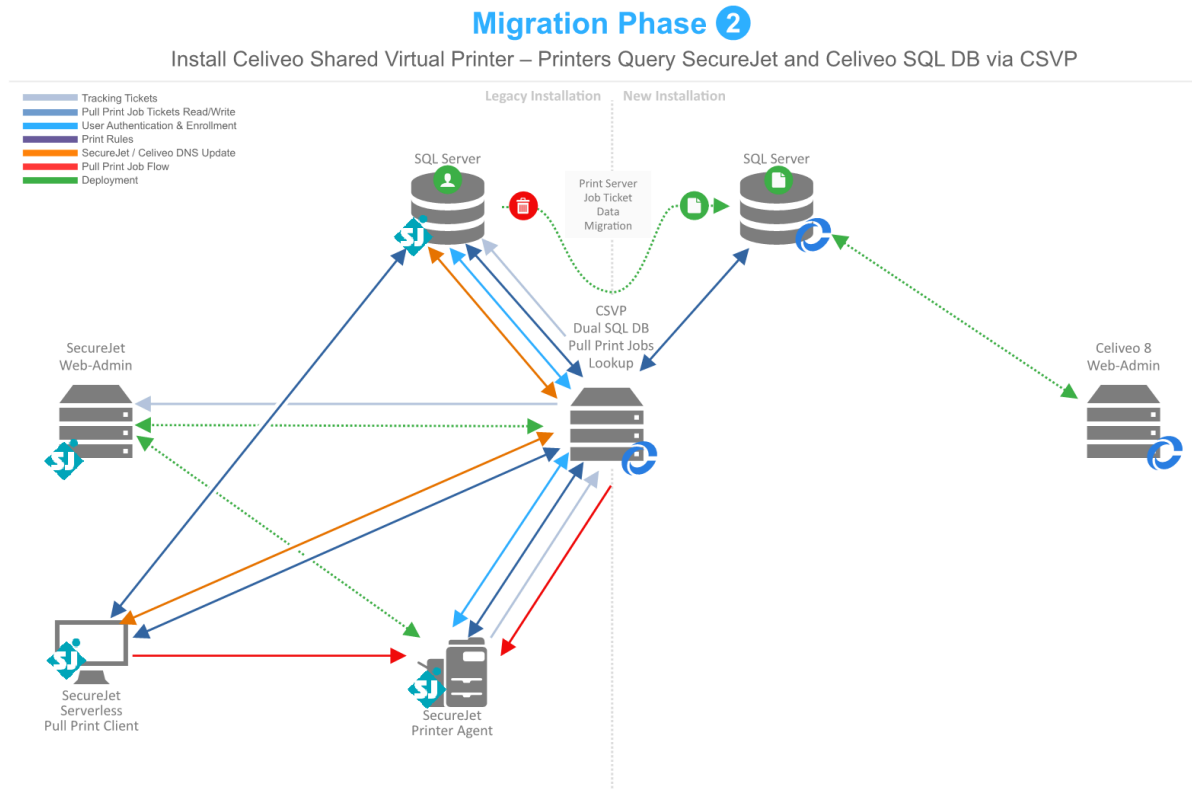 Migration Phase 2
Install Celiveo Shared Virtual Printer – Printers Query SecureJet and Celiveo SQL DB via CSVP
Legacy Installation
New Installation
Tracking Tickets
Pull Print Job Tickets Read/Write
User Authentication & Enrollment
Print Rules
SecureJet / Celiveo DNS Update
Pull Print Job Flow
Deployment
SQL Server
SJ
Print Server
Job Ticket
Data
Migration
SQL Server
CSVP
Dual SQL DB
Pull Print Jobs
Lookup
SecureJet
Web-Admin
SJ
Celiveo 8
Web-Admin
SJ
SecureJet
Serverless
Pull Print Client
SJ
SecureJet
Printer Agent